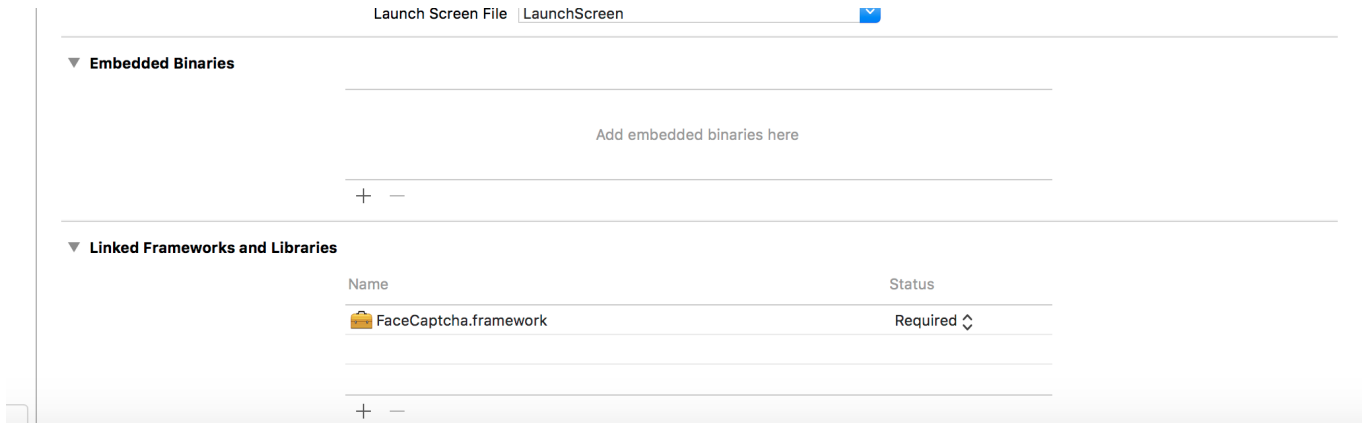 Launch Screen File LaunchScreen
Embedded Binaries
Add embedded binaries here
Linked Frameworks and Libraries
Name Status
FaceCaptcha.framework Required